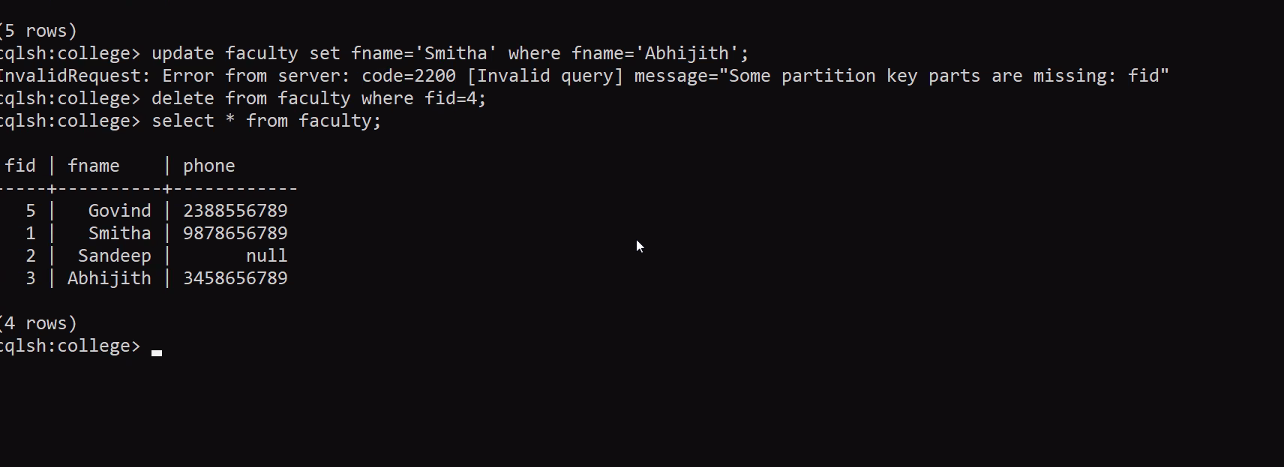 (5 rows)
cqlsh:college> update faculty set fname='Smitha' where fname='Abhijith';
InvalidRequest: Error from server: code=2200 [Invalid query] message="Some partition key parts are missing: fid"
cqlsh:college> delete from faculty where fid=4;
cqlsh:college> select * from faculty;
fid | fname    | phone
-----+----------+------------
  5 |   Govind | 2388556789
  1 |   Smitha | 9878656789
  2 |  Sandeep |       null
  3 | Abhijith | 3458656789
(4 rows)
cqlsh:college>